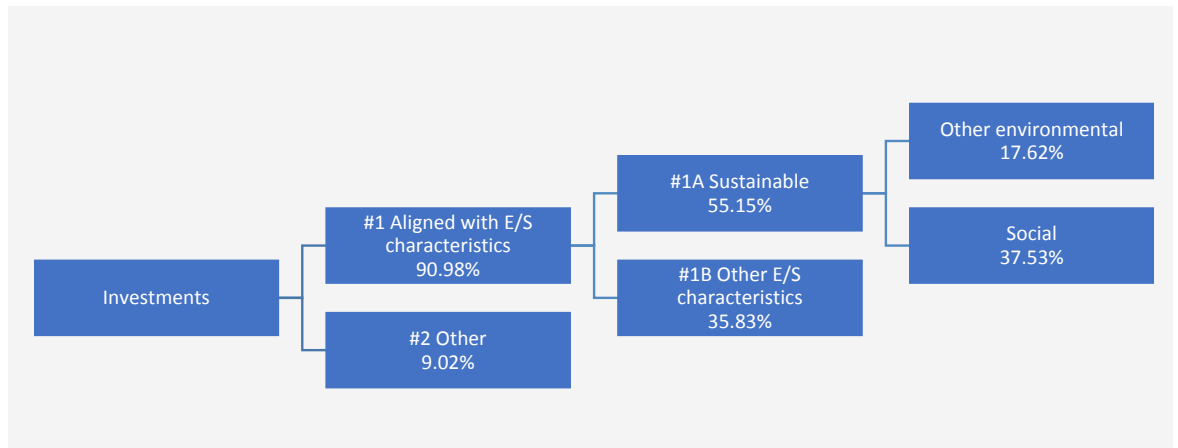 Investments
#1 Aligned with E/S
characteristics
90.98%
#2 Other
9.02%
#1A Sustainable
55.15%
#1B Other E/S
characteristics
35.83%
Other environmental
17.62%
Social
37.53%